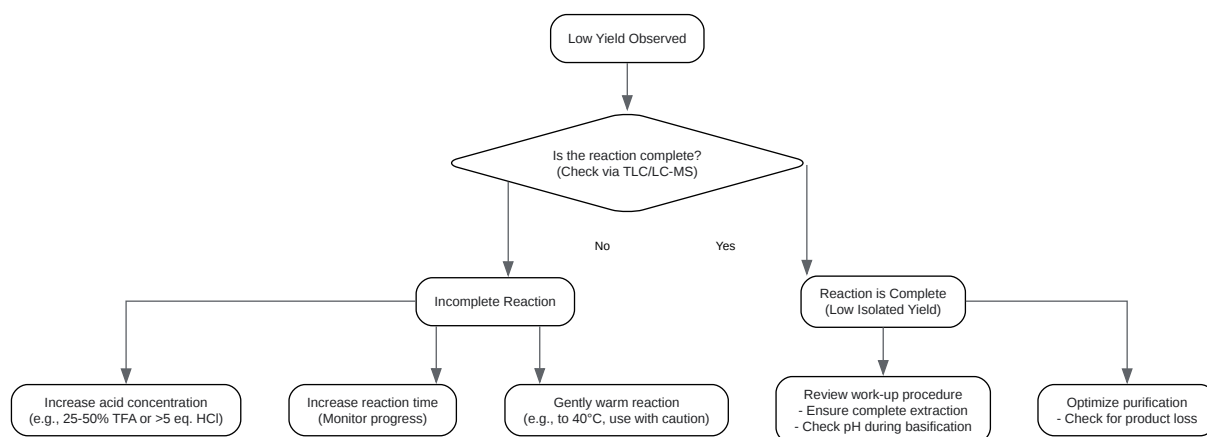 Low Yield Observed
Is the reaction complete?
(Check via TLC/LC-MS)
No
Yes
Incomplete Reaction
Reaction is Complete
(Low Isolated Yield)
Increase acid concentration
(e.g., 25-50% TFA or >5 eq. HCl)
Increase reaction time
(Monitor progress)
Gently warm reaction
(e.g., to 40°C, use with caution)
Review work-up procedure
- Ensure complete extraction
- Check pH during basification
Optimize purification
- Check for product loss